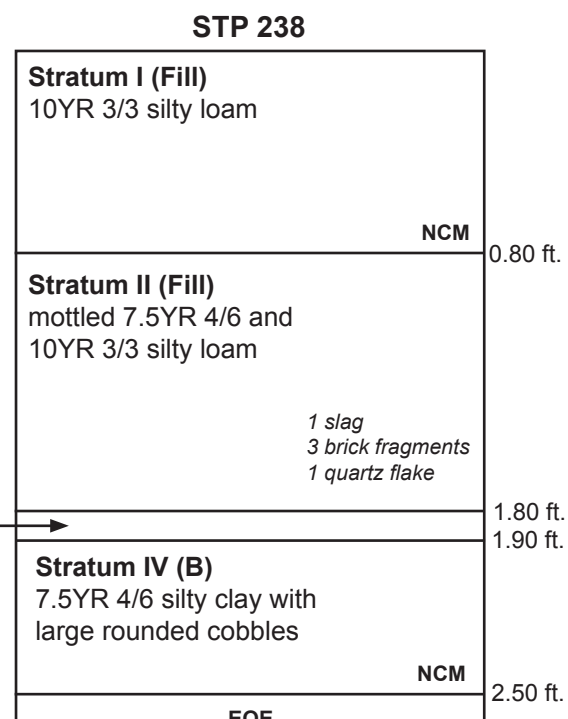 STP 238
Stratum I (Fill)
10YR 3/3 silty loam
NCM
0.80 ft.
Stratum II (Fill)
mottled 7.5YR 4/6 and
10YR 3/3 silty loam
1 slag
3 brick fragments
1 quartz flake
1.80 ft.
1.90 ft.
Stratum IV (B)
7.5YR 4/6 silty clay with
large rounded cobbles
NCM
2.50 ft.